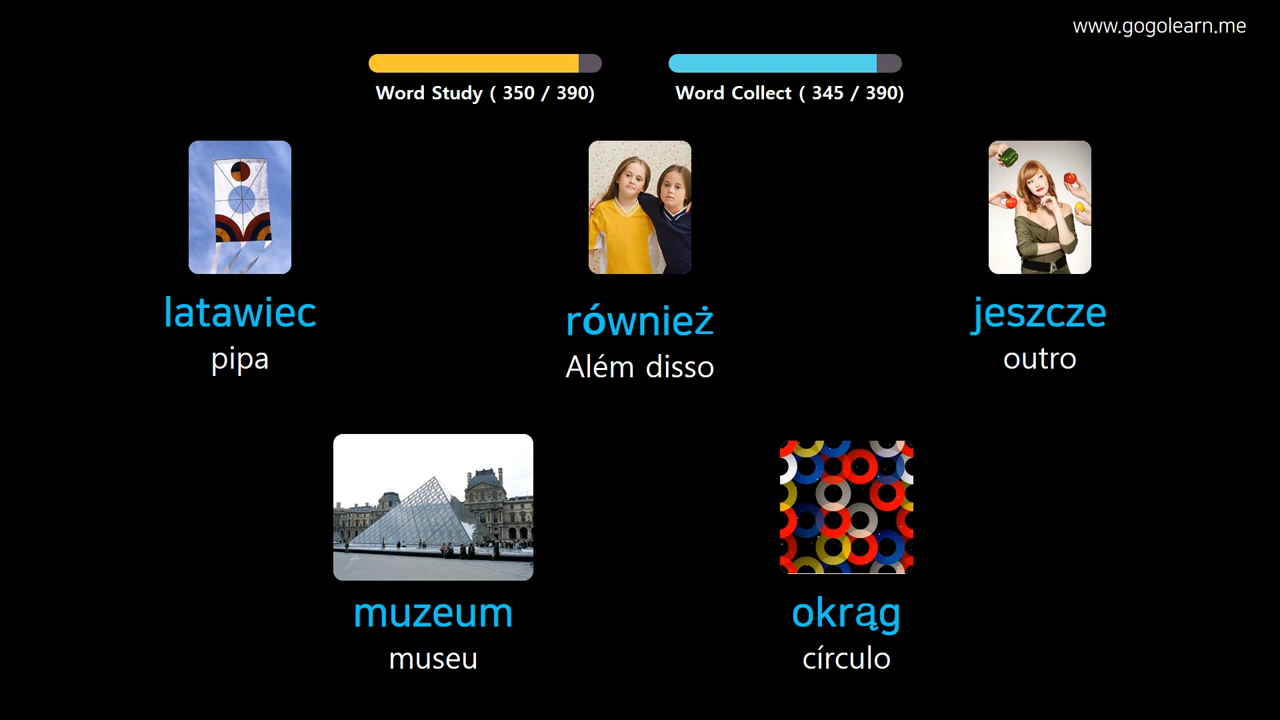 www.gogolearn.me
Word Study ( 350 / 390)
Word Collect ( 345 / 390)
latawiec
pipa
również
Além disso
jeszcze
outro
muzeum
museu
okrąg
círculo